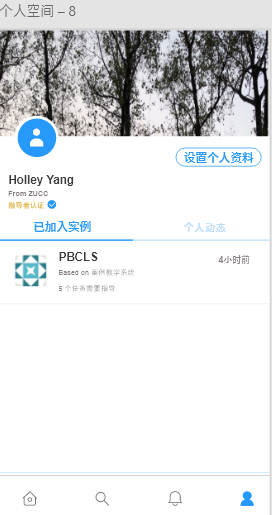 个人空间 – 8
设置个人资料
Holley Yang
From ZUCC
指导者认证
已加入实例
个人动态
PBCLS
4小时前
Based on 案例教学系统
5 个任务需要指导